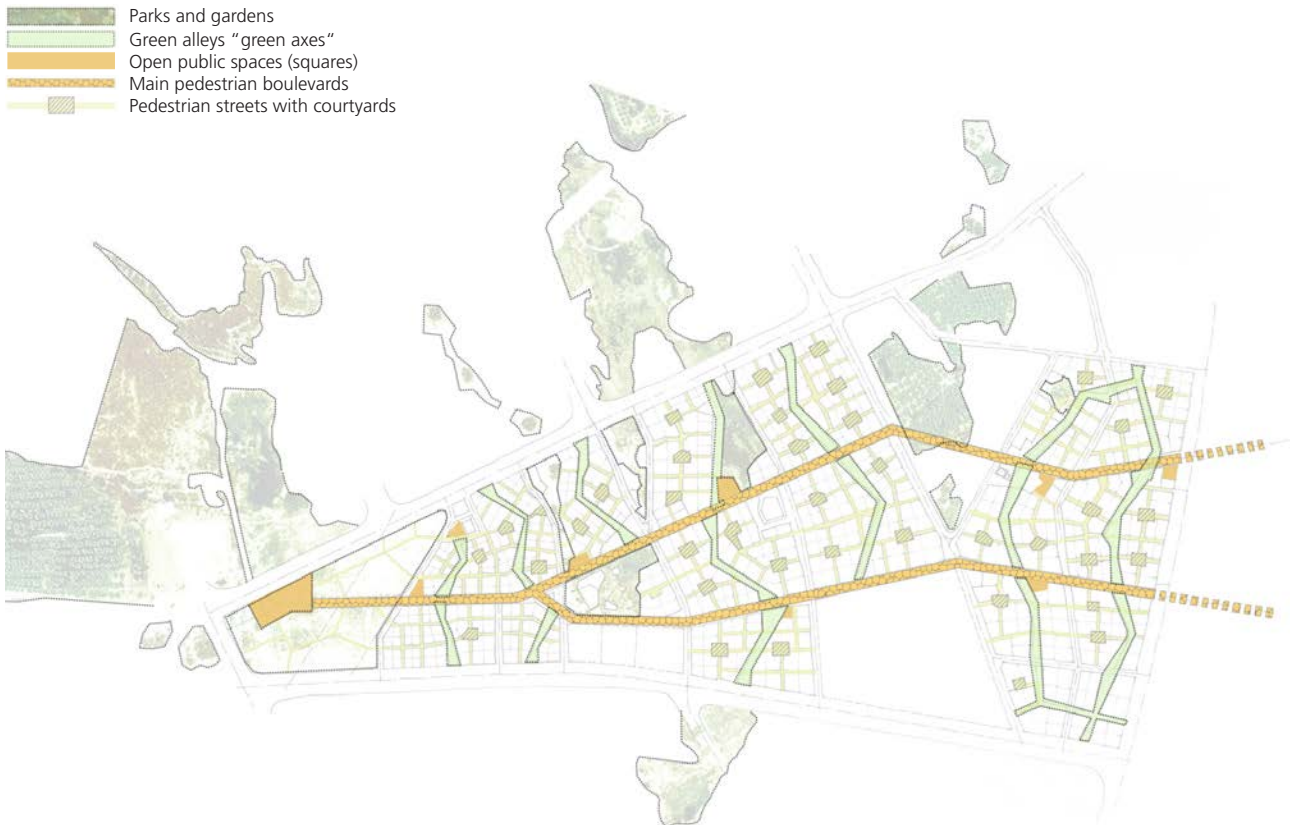 Parks and gardens
Green alleys “green axes“
Open public spaces (squares)
Main pedestrian boulevards
Pedestrian streets with courtyards